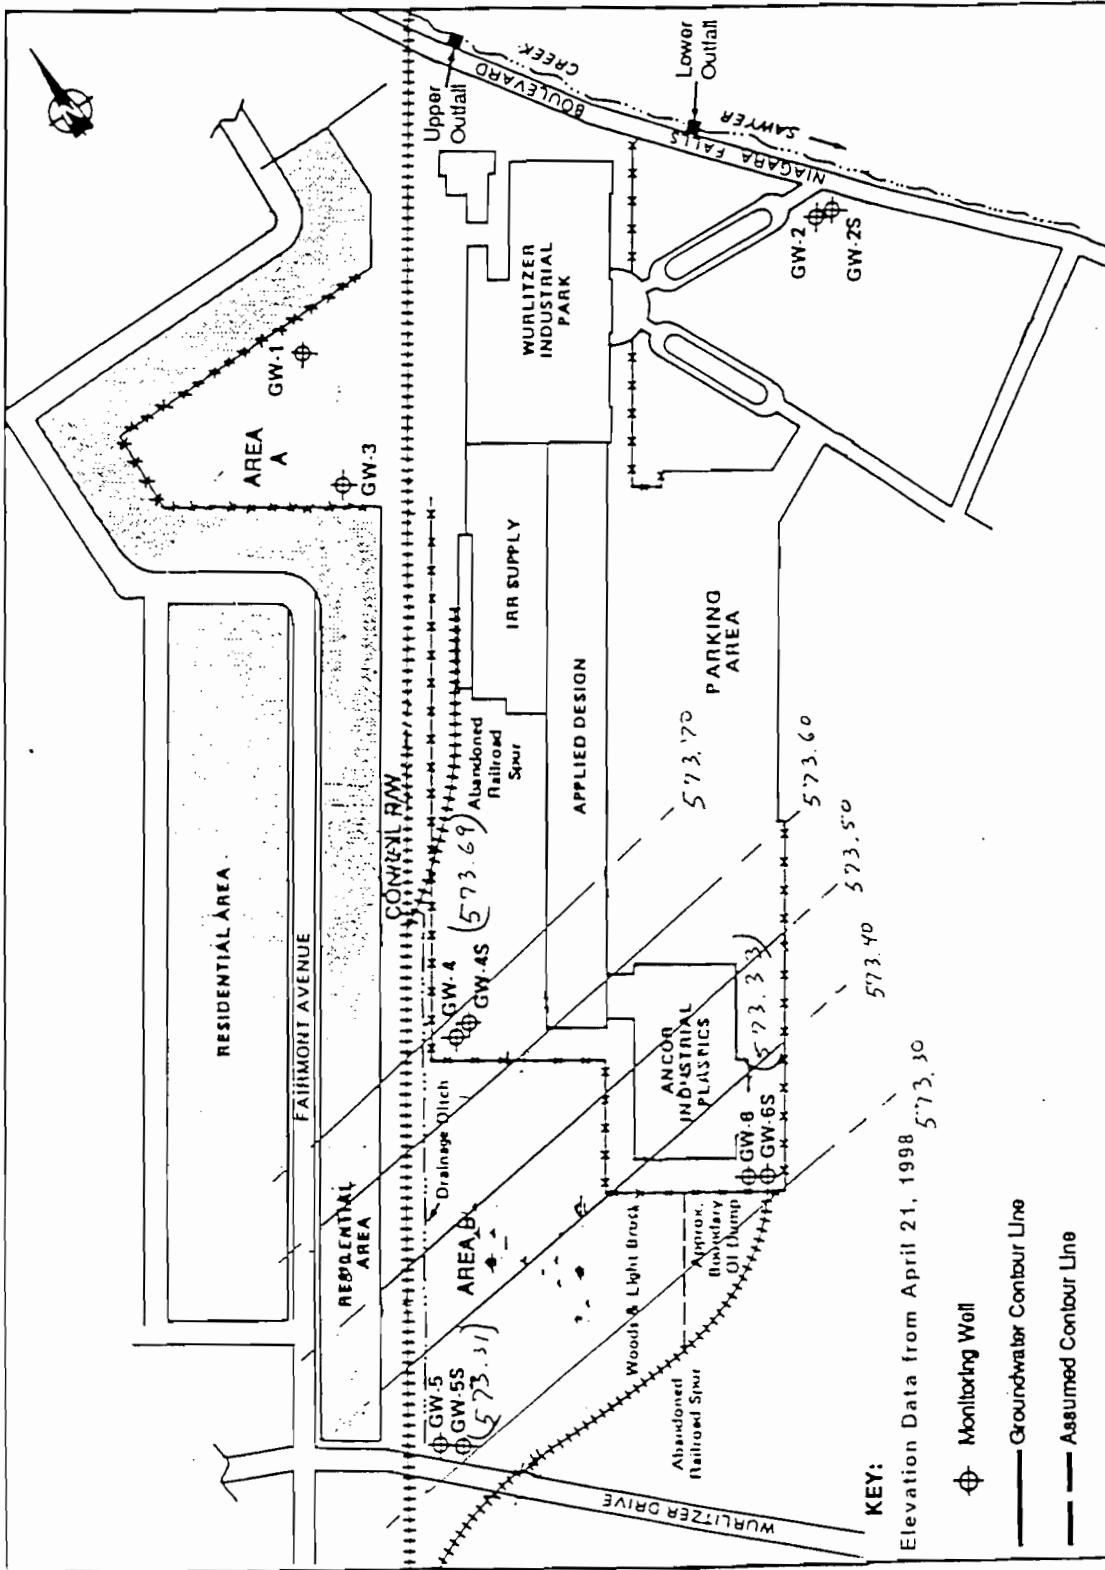 Upper
Outfall
CREEK
BOULEVARD
Lower
Outfall
SAWYER
NIAGARA FALLS
GW-2
GW-2S
WURLITZER
INDUSTRIAL
PARK
GW-1
AREA
A
GW-3
IRR SUPPLY
APPLIED DESIGN
PARKING
AREA
Abandoned
Railroad
Spur
CONRAIL R/W
RESIDENTIAL AREA
FAIRMONT AVENUE
RESIDENTIAL
AREA
GW-4 (573.69)
GW-4S
573.70
573.60
573.50
573.40
573.30
ANCOR
INDUSTRIAL
PLASTICS
(573.33)
GW-6
GW-6S
Drainage Ditch
AREA B
Woods & Light Brush
Approx.
Boundary
Of Dump
GW-5
GW-5S
(573.31)
Abandoned
Railroad Spur
WURLITZER DRIVE
KEY:
Elevation Data from April 21, 1998
Monitoring Well
Groundwater Contour Line
Assumed Contour Line